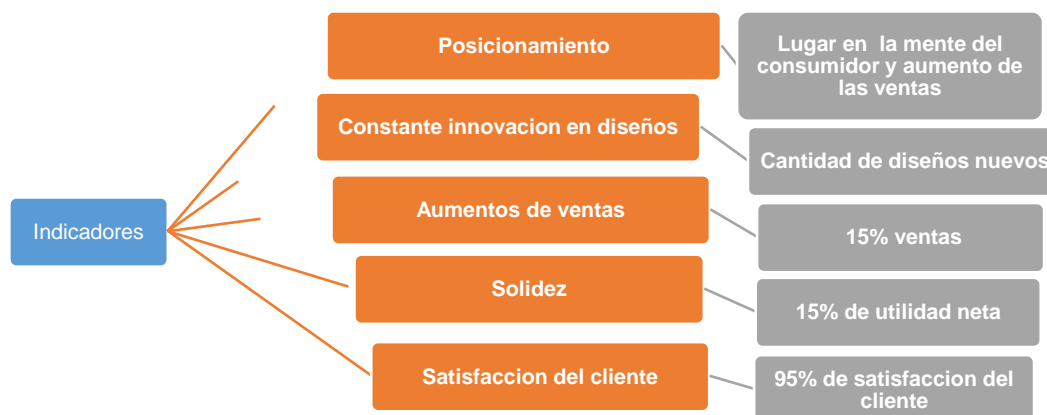 Indicadores
Posicionamiento
Lugar en la mente del
consumidor y aumento de
las ventas
Constante innovacion en diseños
Cantidad de diseños nuevos
Aumentos de ventas
15% ventas
Solidez
15% de utilidad neta
Satisfaccion del cliente
95% de satisfaccion del
cliente